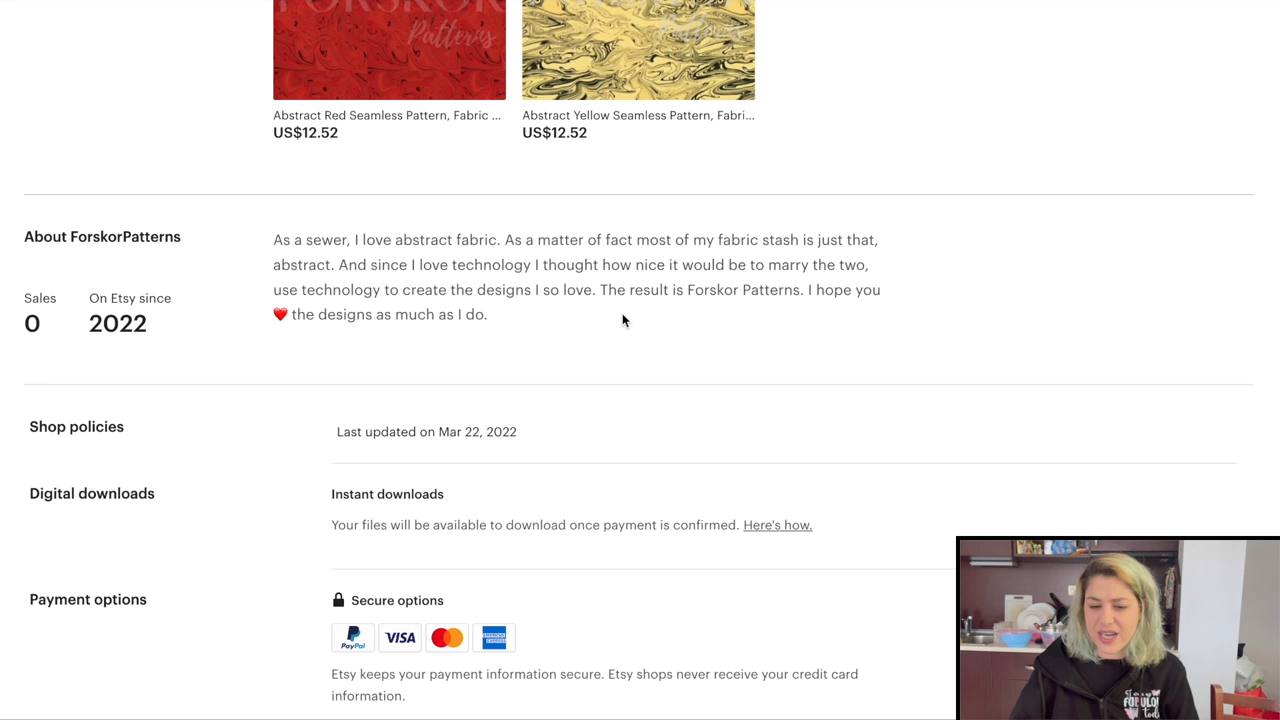 FORSKOR
Patterns
Abstract Red Seamless Pattern, Fabric ...
US$12.52
Abstract Yellow Seamless Pattern, Fabri...
US$12.52
About ForskorPatterns
Sales
0
On Etsy since
2022
As a sewer, I love abstract fabric. As a matter of fact most of my fabric stash is just that,
abstract. And since I love technology I thought how nice it would be to marry the two,
use technology to create the designs I so love. The result is Forskor Patterns. I hope you
❤️ the designs as much as I do.
Shop policies
Last updated on Mar 22, 2022
Digital downloads
Instant downloads
Your files will be available to download once payment is confirmed. Here's how.
Payment options
Secure options
PayPal
VISA
AMERICAN EXPRESS
Etsy keeps your payment information secure. Etsy shops never receive your credit card
information.